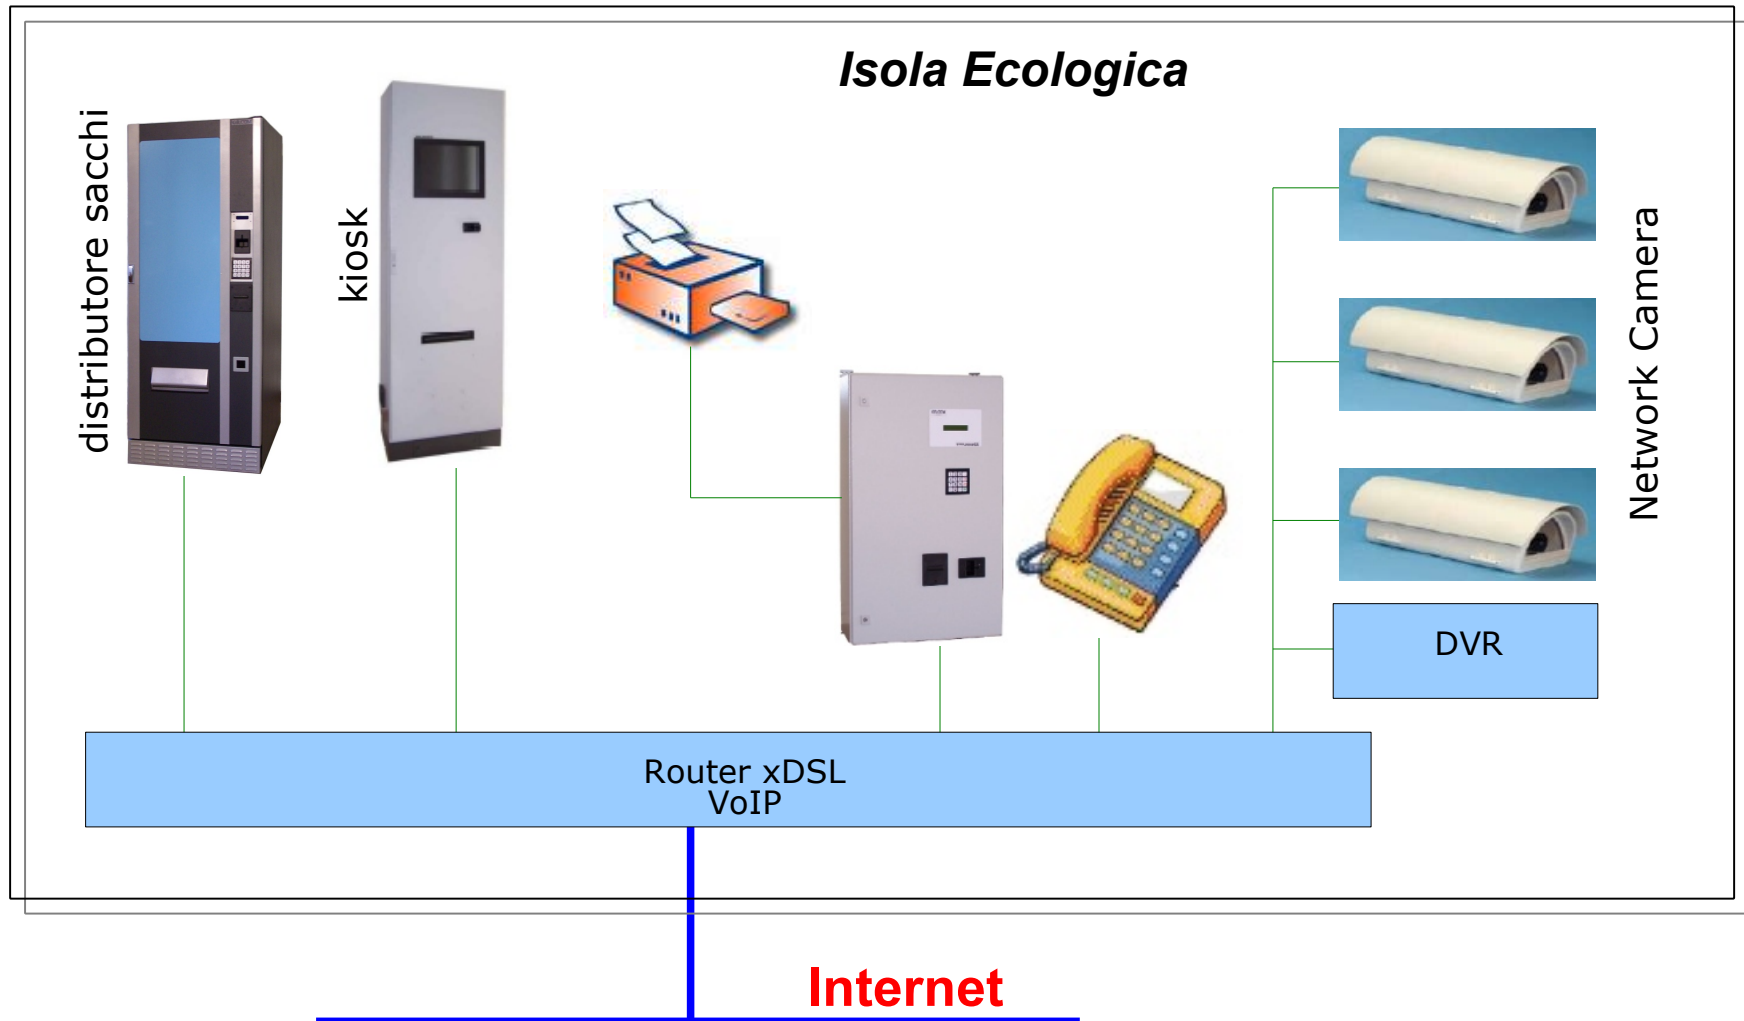 Isola Ecologica
distributore sacchi
kiosk
Network Camera
DVR
Router xDSL
VoIP
Internet